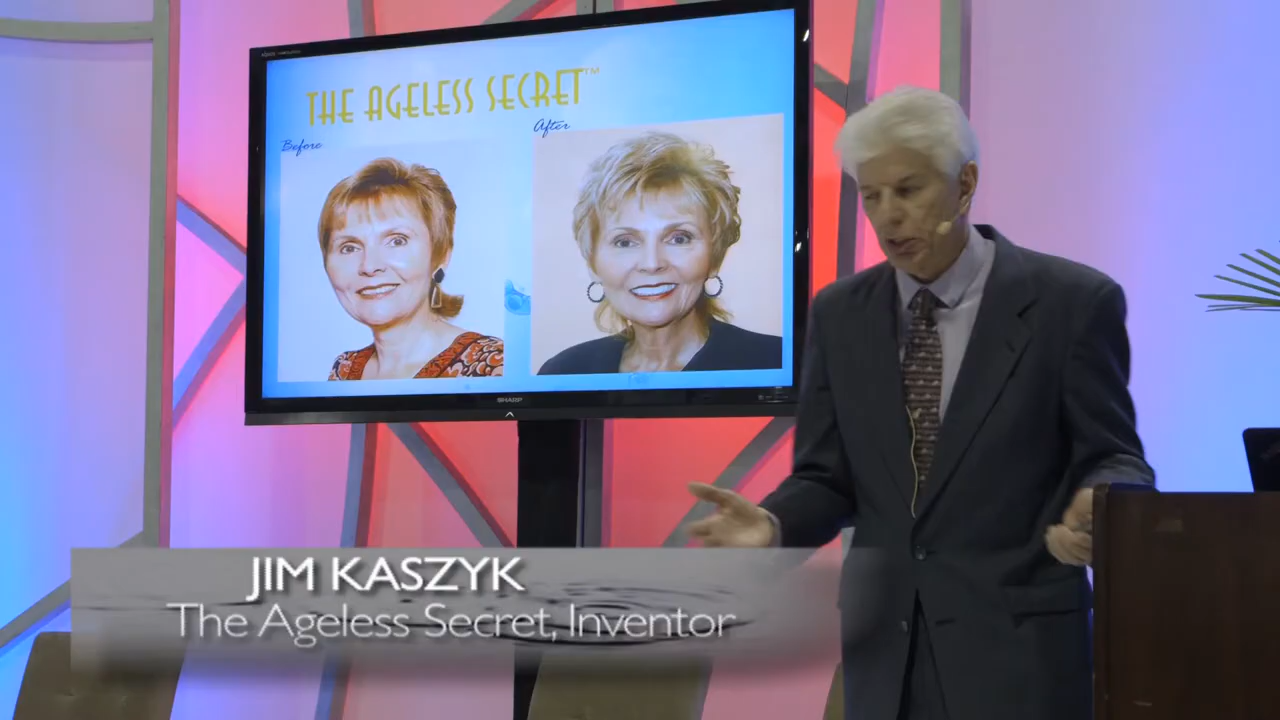 THE AGELESS SECRET™
Before
After
SHARP
JIM KASZYK
The Ageless Secret, Inventor